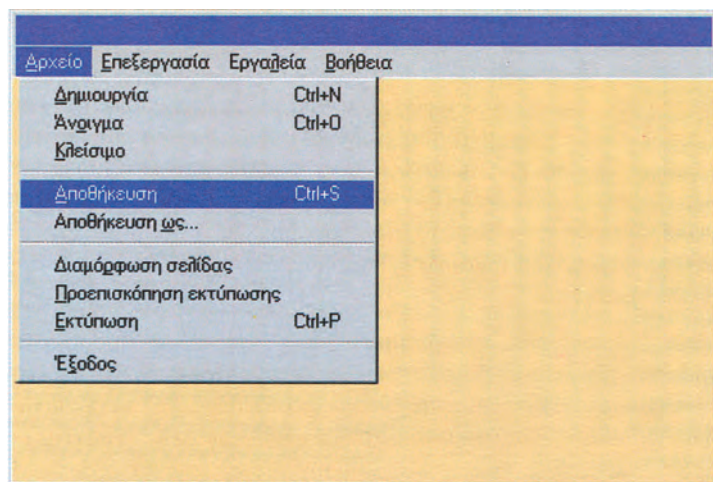 Αρχείο Επεξεργασία Εργαλεία Βοήθεια
Δημιουργία Ctrl+N
Άνοιγμα Ctrl+O
Κλείσιμο
Αποθήκευση Ctrl+S
Αποθήκευση ως...
Διαμόρφωση σελίδας
Προεπισκόπηση εκτύπωσης
Εκτύπωση Ctrl+P
Έξοδος